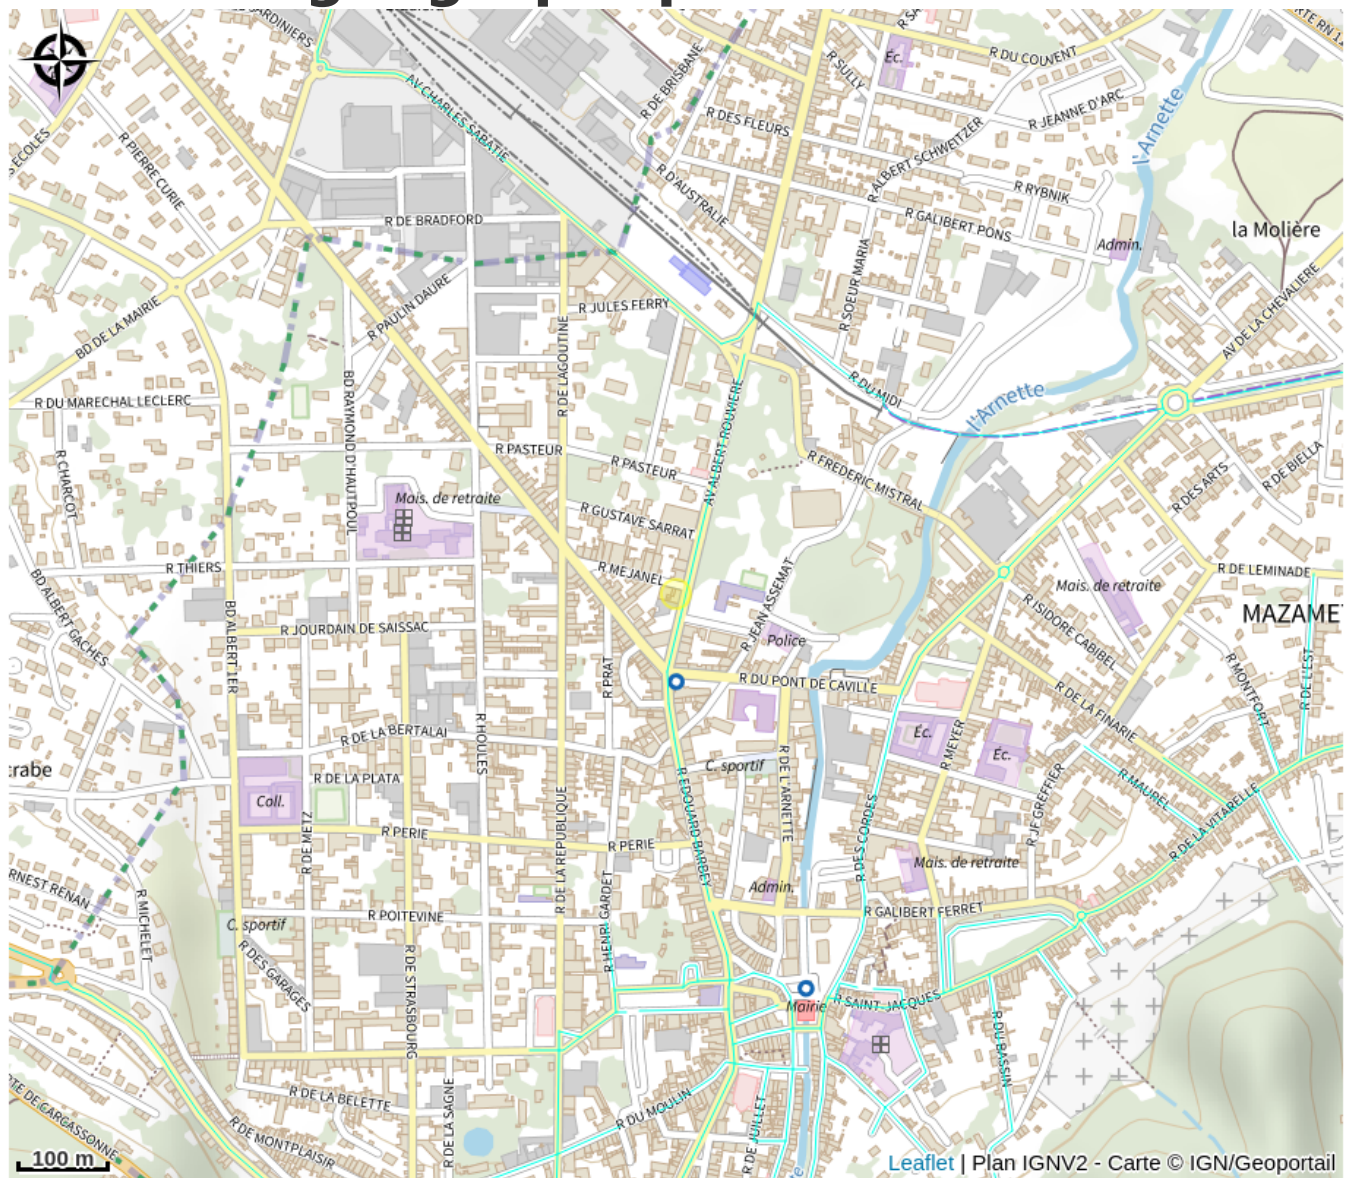 R DU COUVENT
R SULLY
Éc.
R DE BRISBANE
AV CHARLES SABATIE
R DES FLEURS
R JEANNE D'ARC
l'Arnette
R PIERRE CURIE
R ALBERT SCHWEITZER
R D'AUSTRALIE
R RYBNIK
R DE BRADFORD
R GALIBERT PONS
la Molière
Admin.
R SOEUR MARIA
R PAULIN DAURE
R JULES FERRY
BD DE LA MAIRIE
AV DE LA CHEVALIERE
R DE LAGOUTINE
R DU MIDI
l'Arnette
R DU MARECHAL LECLERC
BD RAYMOND D'HAUTPOUL
AV ALBERT ROUVIERE
R PASTEUR
R PASTEUR
R FREDERIC MISTRAL
R CHARCOT
R DES ARTS
R DE BIELLA
Mais. de retraite
R GUSTAVE SARRAT
R THIERS
R MEJANEL
R JEAN ASSEMAT
Mais. de retraite
R DE LEMINADE
BD ALBERT GACHES
BD ALBERT 1ER
R JOURDAIN DE SAISSAC
Police
R ISIDORE CABIBEL
R PRAT
R DU PONT DE CAVILLE
R DE LA FINARIE
R MONTFORT
R DE L'EST
R HOULES
R DE LA BERTALAI
Éc.
Éc.
R MEYER
C. sportif
R DE L'ARNETTE
R DE LA PLATA
Coll.
R EDOUARD BARBEY
R MAUREL
R DE METZ
R PERIE
R PERIE
R DE LA REPUBLIQUE
R DES CORDES
R JF GREFFIER
R DE LA VITARELLE
Mais. de retraite
Admin.
R HENRI GARDET
R MICHELET
R POITEVINE
R GALIBERT FERRET
C. sportif
R DES GARAGES
R DE STRASBOURG
Mairie
R SAINT-JACQUES
R DU BASSIN
R DE LA BELETTE
R DE MONTPLAISIR
R DE LA SAGNE
R DU MOULIN
R DE JUILLET
100 m
Leaflet | Plan IGNV2 - Carte © IGN/Geoportail